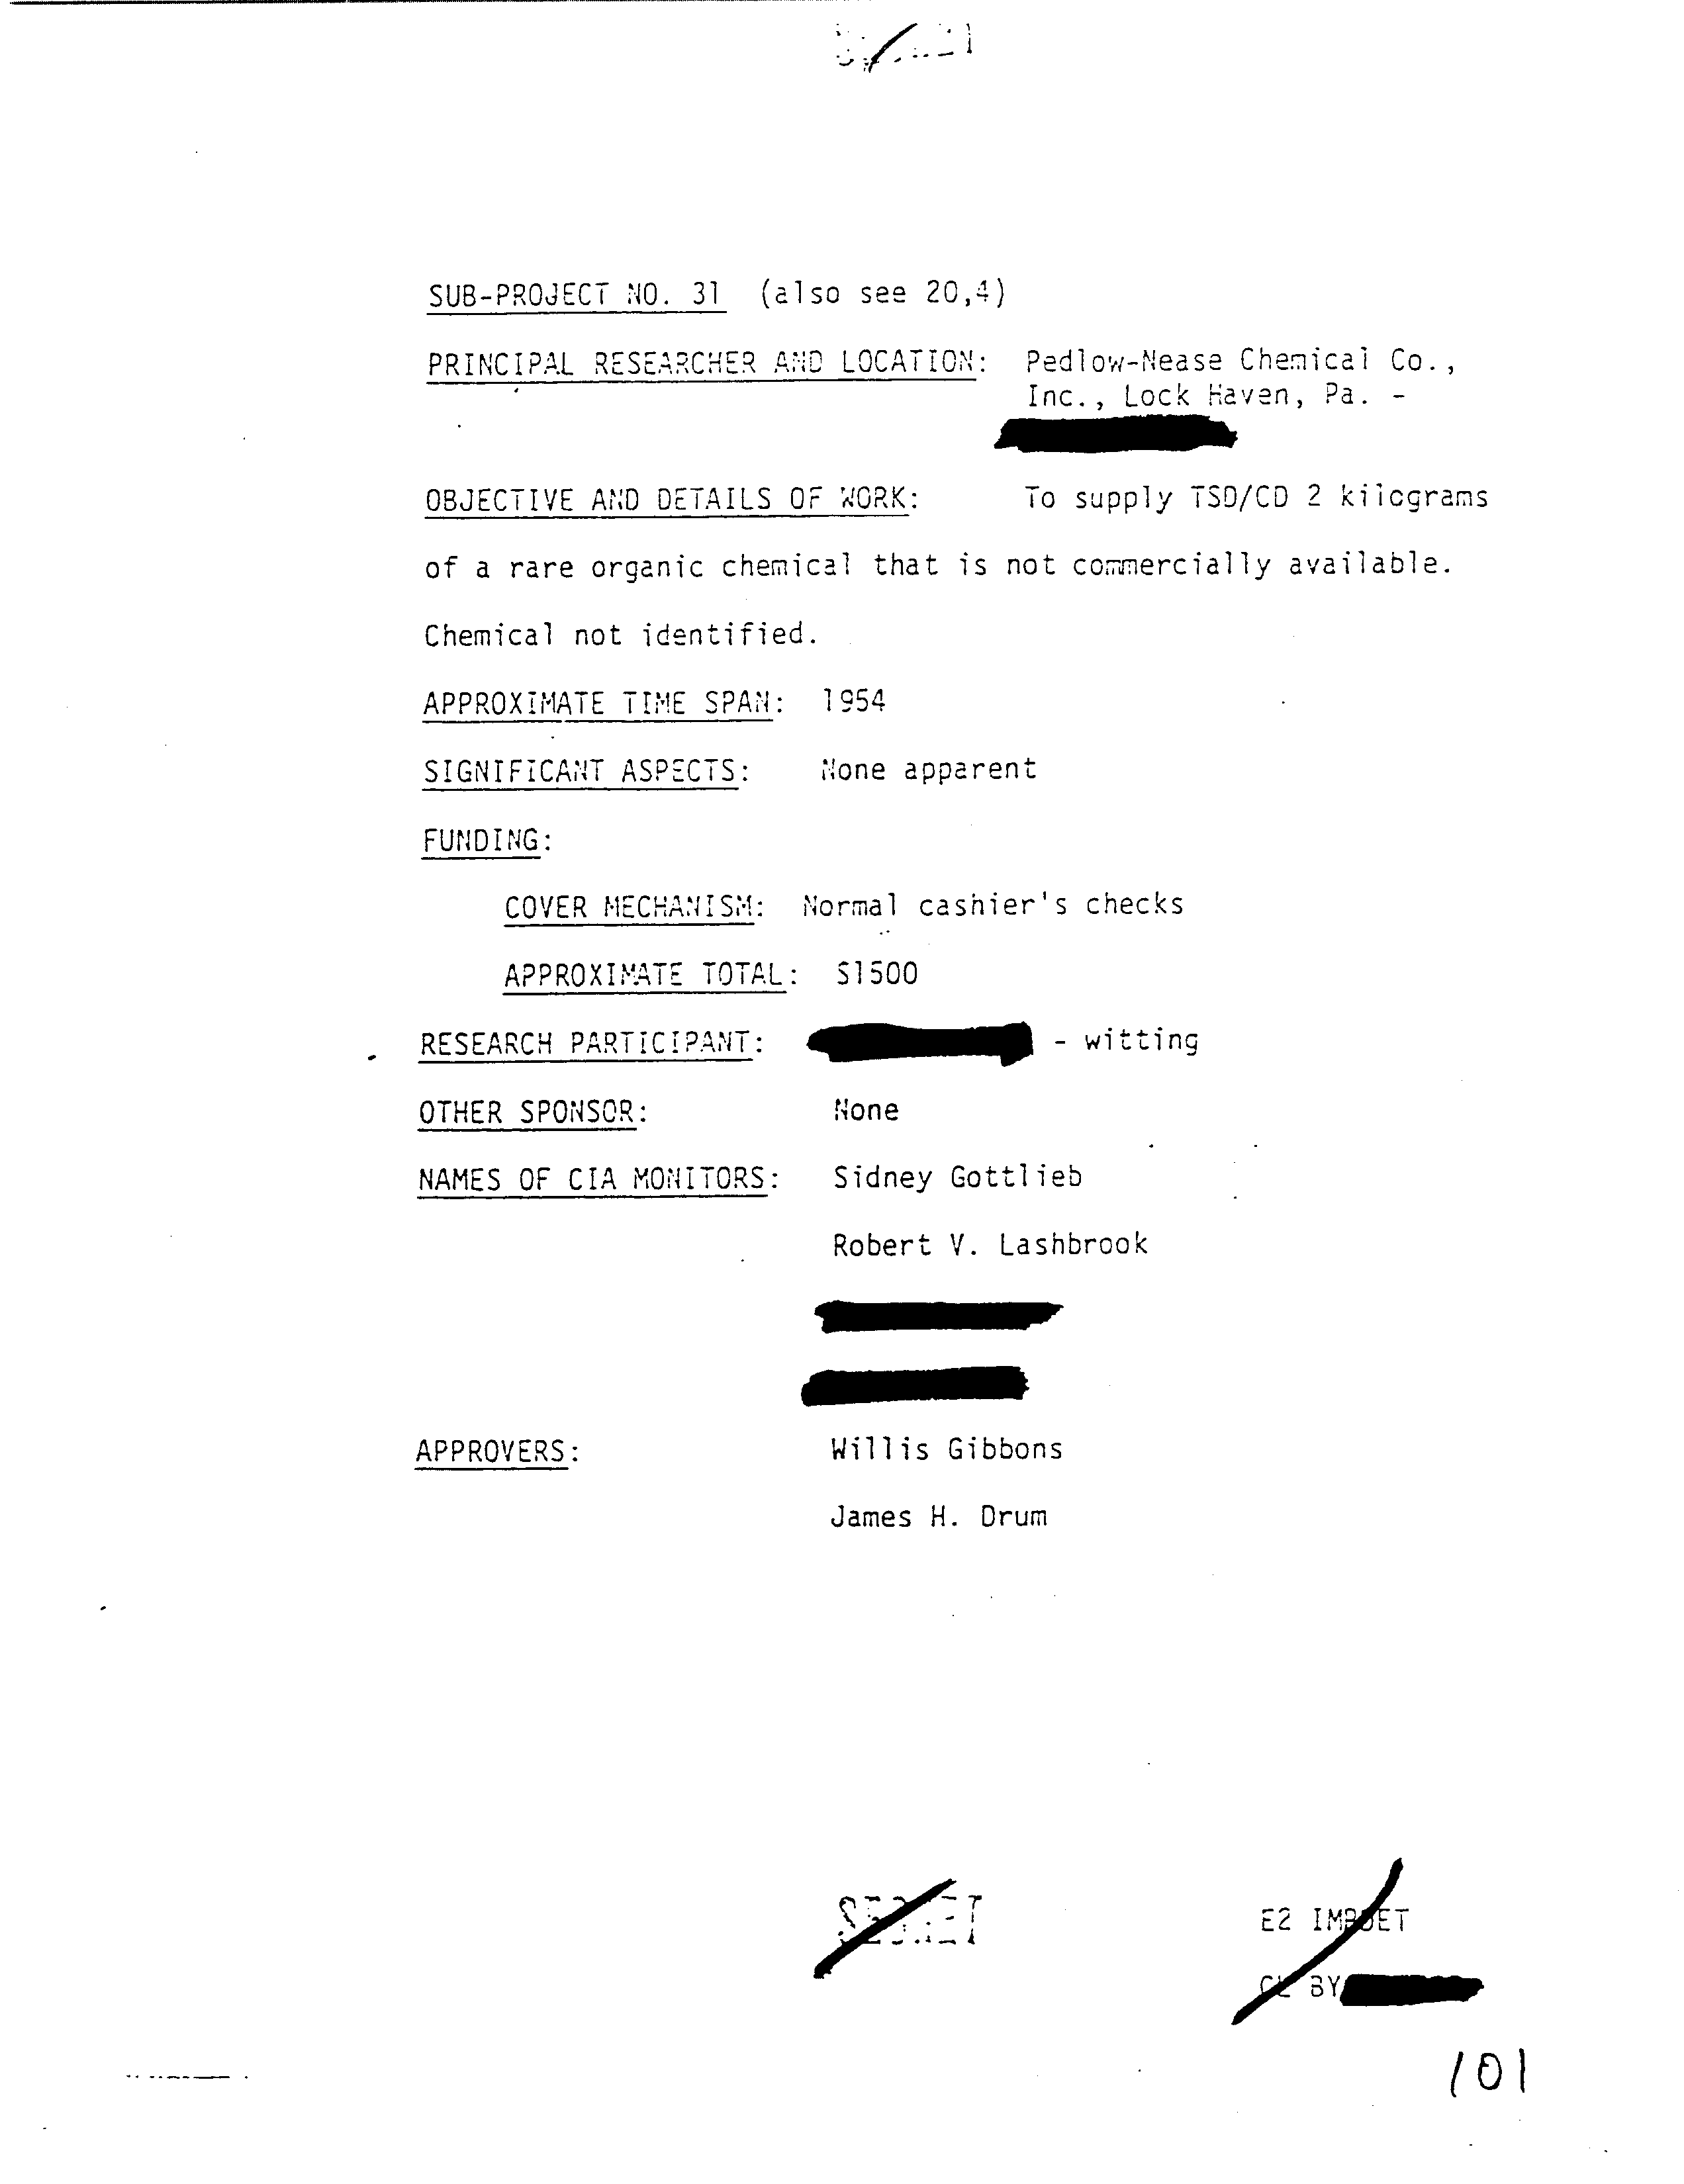 SECRET
SUB-PROJECT NO. 31 (also see 20,4)
PRINCIPAL RESEARCHER AND LOCATION: Pedlow-Nease Chemical Co.,
Inc., Lock Haven, Pa. -
OBJECTIVE AND DETAILS OF WORK: To supply TSD/CD 2 kilograms
of a rare organic chemical that is not commercially available.
Chemical not identified.
APPROXIMATE TIME SPAN: 1954
SIGNIFICANT ASPECTS: None apparent
FUNDING:
COVER MECHANISM: Normal cashier's checks
APPROXIMATE TOTAL: $1500
RESEARCH PARTICIPANT: - witting
OTHER SPONSOR: None
NAMES OF CIA MONITORS: Sidney Gottlieb
Robert V. Lashbrook
APPROVERS: Willis Gibbons
James H. Drum
SECRET
E2 IMPDET
CL BY
101